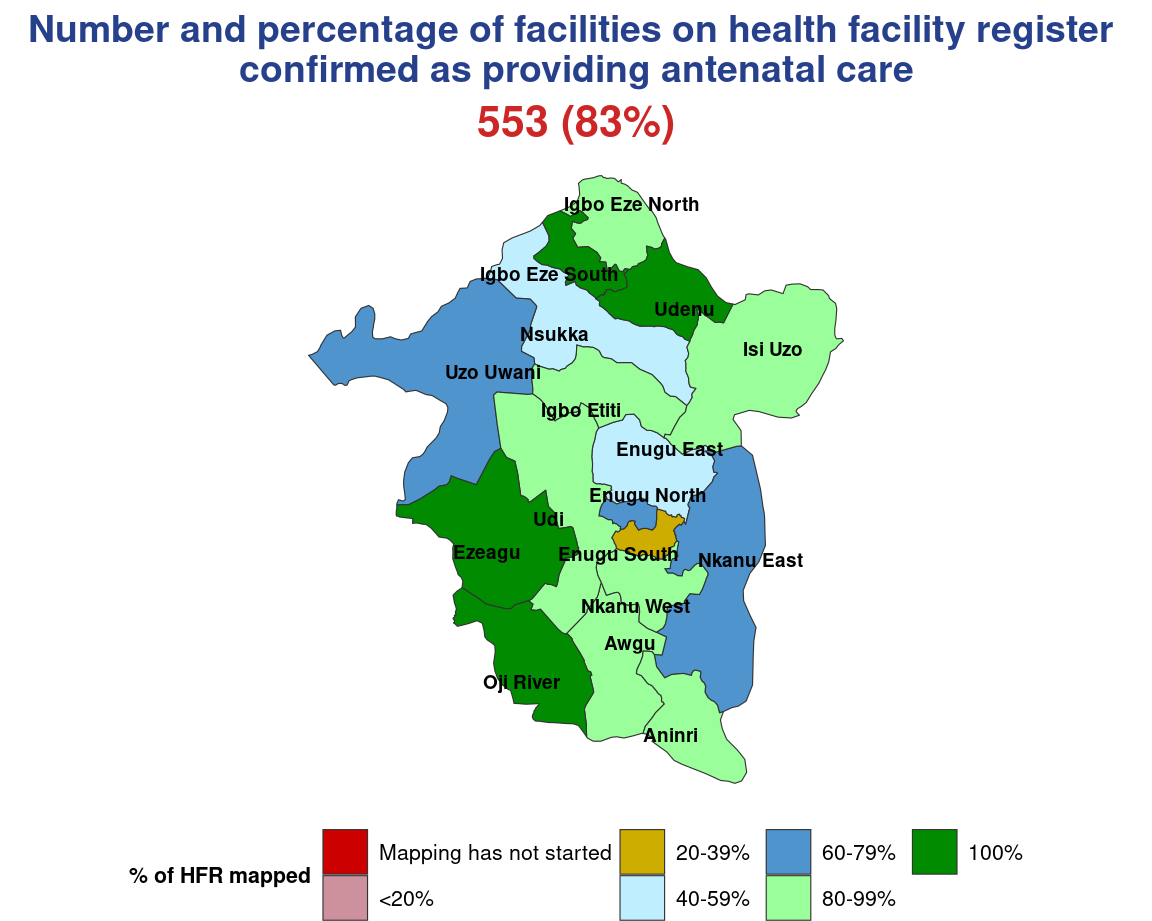 Number and percentage of facilities on health facility register
confirmed as providing antenatal care
553 (83%)
Igbo Eze North
Igbo Eze South
Udenu
Nsukka
Isi Uzo
Uzo Uwani
Igbo Etiti
Enugu East
Enugu North
Udi
Ezeagu
Enugu South
Nkanu East
Nkanu West
Awgu
Oji River
Aninri
% of HFR mapped
Mapping has not started
<20%
20-39%
40-59%
60-79%
80-99%
100%